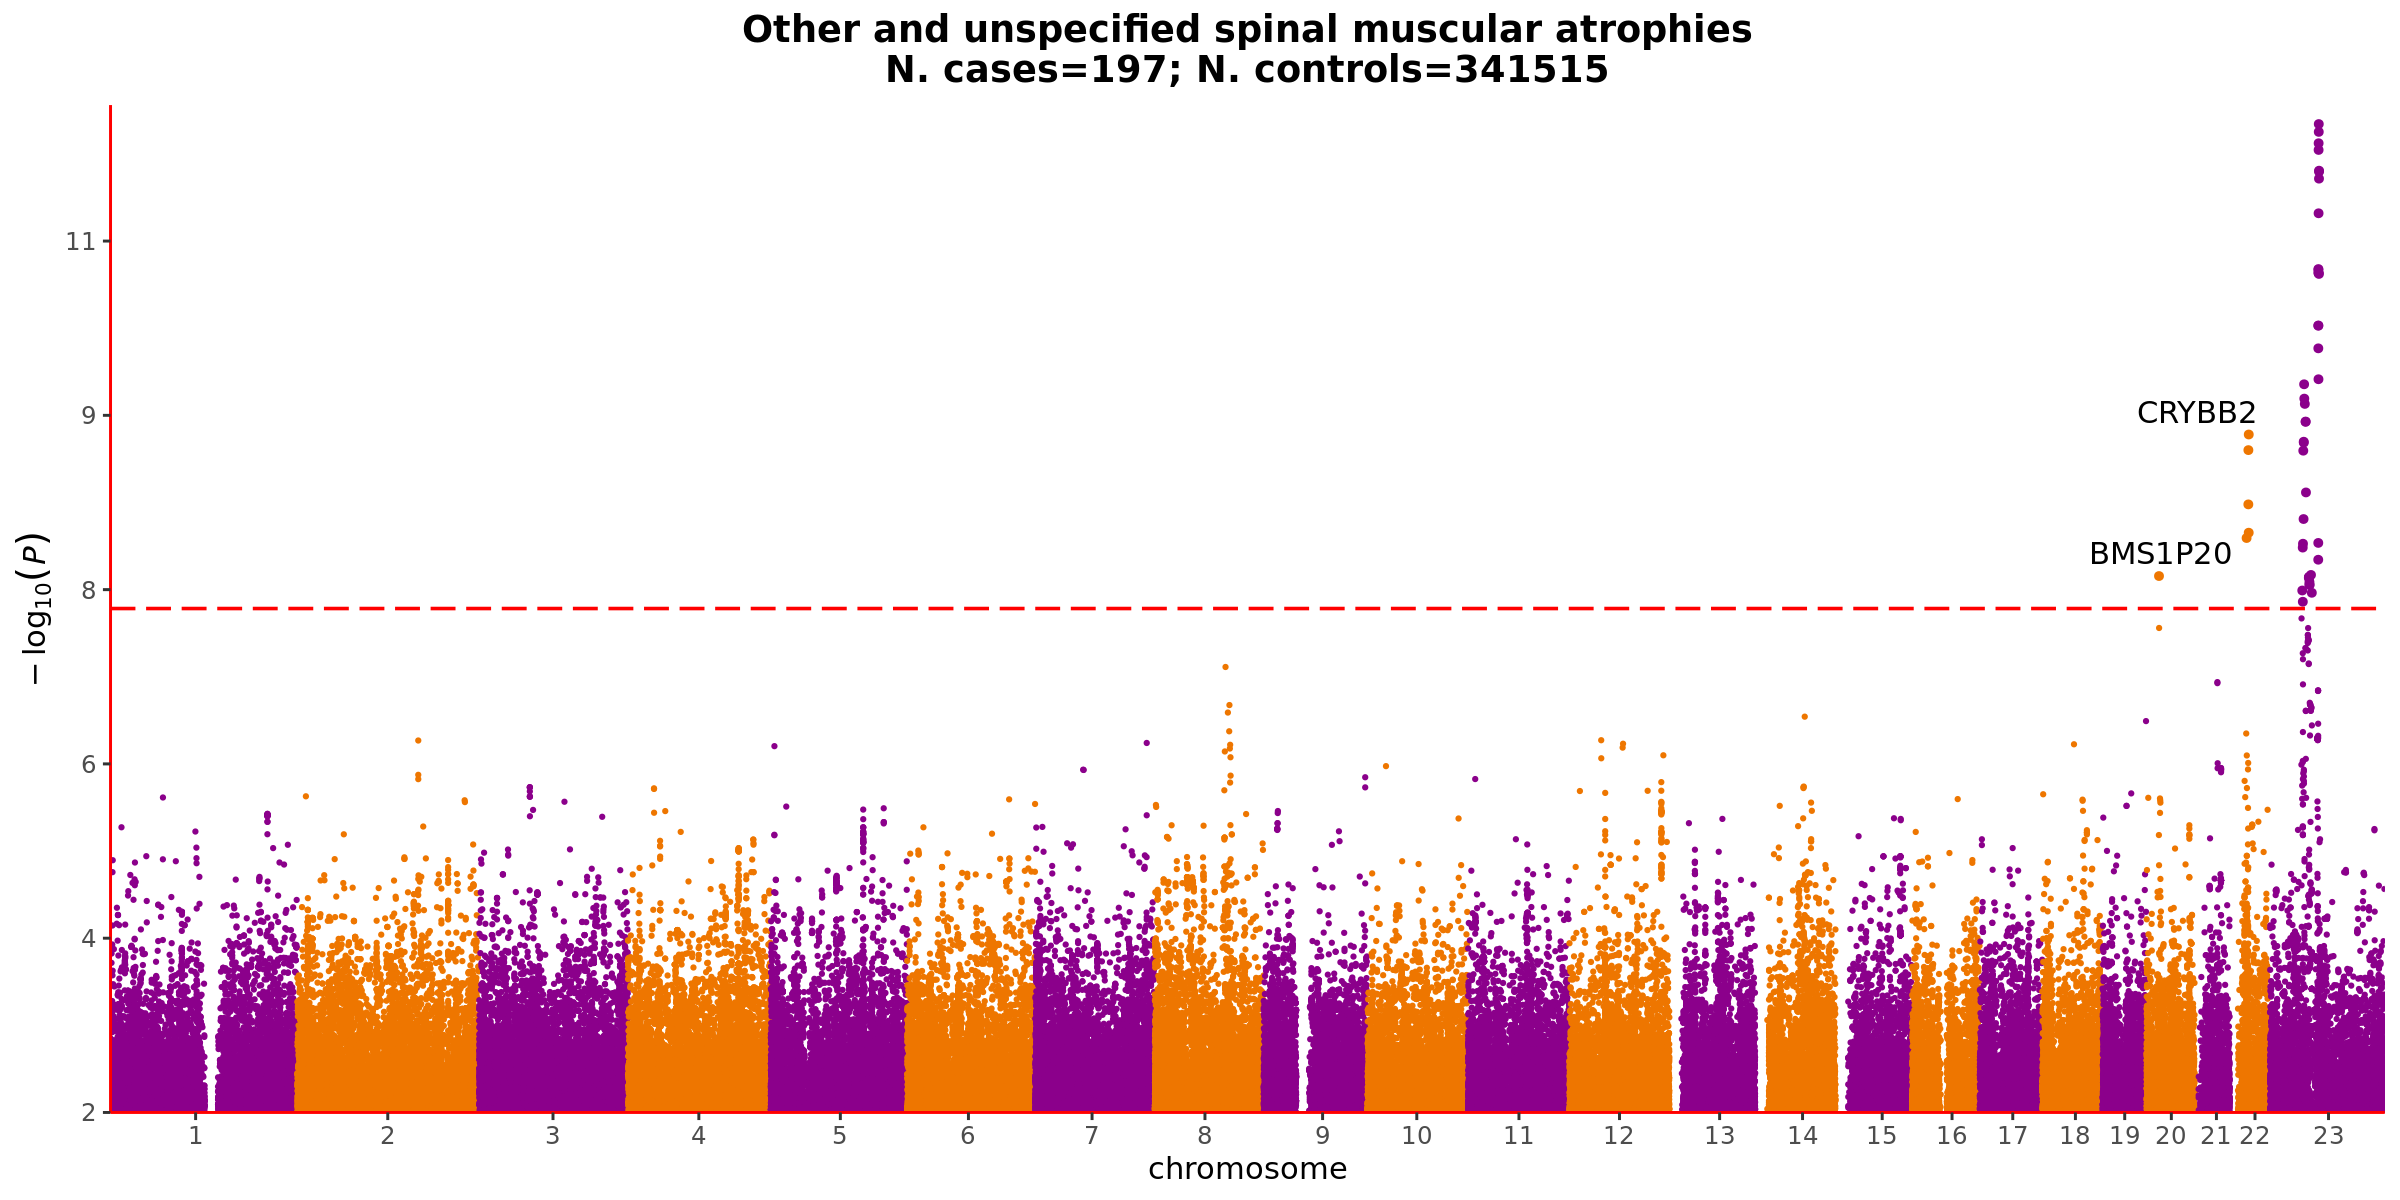 Other and unspecified spinal muscular atrophies
N. cases=197; N. controls=341515
11
9
CRYBB2
BMS1P20
8
6
4
2
−log10(P)
1 2 3 4 5 6 7 8 9 10 11 12 13 14 15 16 17 18 19 20 21 22 23
chromosome